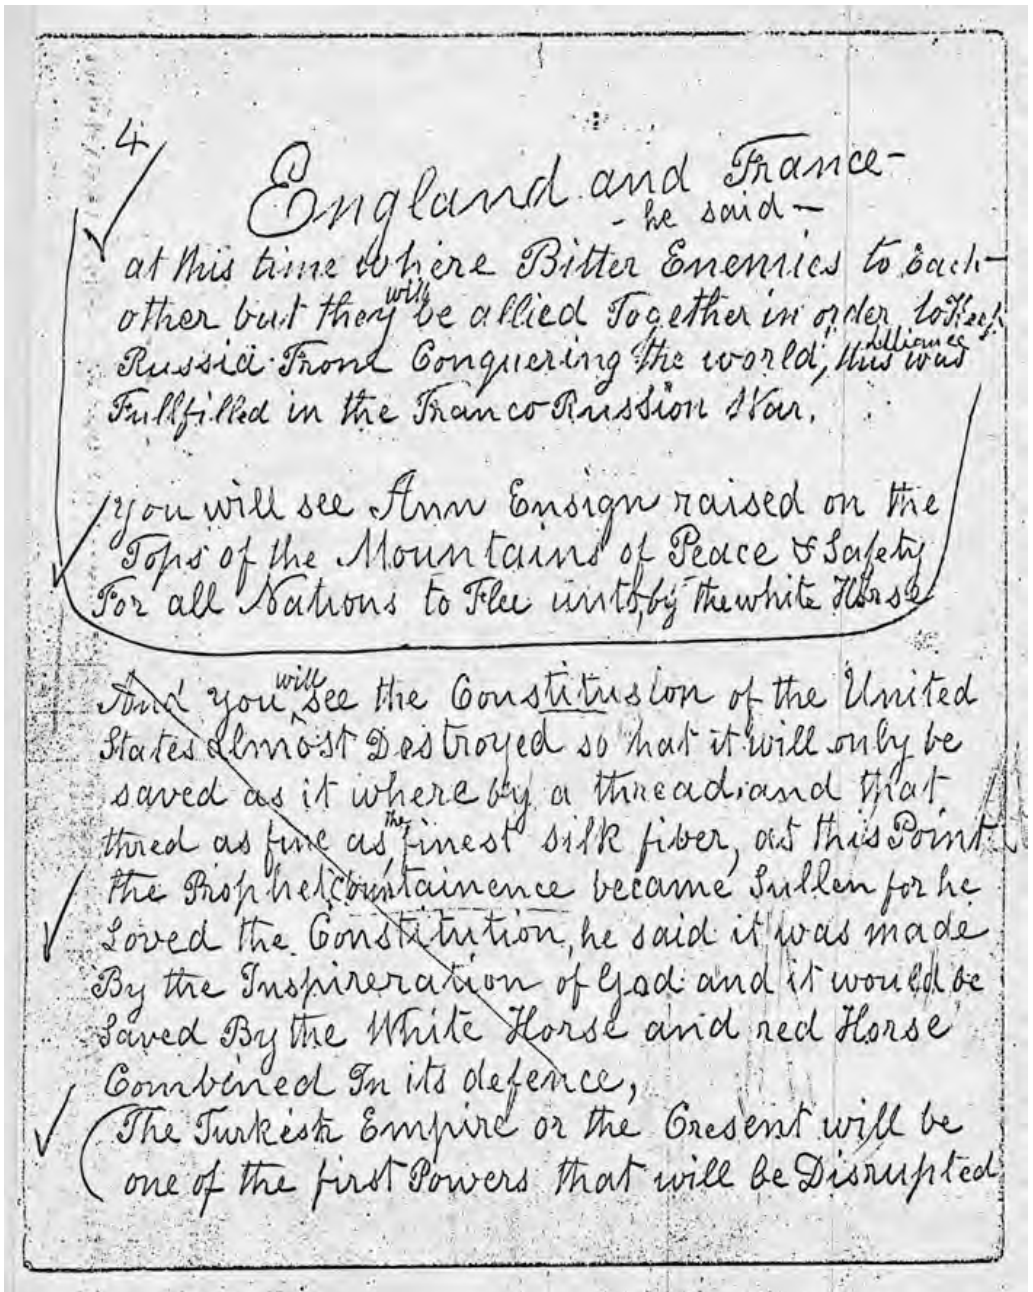 4
England and France -
- he said -
at this time where Bitter Enemies to Each
other but they will be allied Together in order to Keep
Russia From Conquering the world, this alliance was
Fullfilled in the Franco Russion War.
You will see Ann Ensign raised on the
Tops of the Mountains of Peace & Safety
For all Nations to Flee unto, by the white Horse
And you will see the Constitusion of the United
States almost Destroyed so that it will only be
saved as it where by a thread, and that
thred as fine as the finest silk fiber, at this Point
the Prophet Countainence became Sullen for he
Loved the Constitution, he said it was made
By the Inspireration of God and it would be
Saved By the White Horse and red Horse
Combined In its defence,
(The Turkish Empire or the Cresent will be
one of the first Powers that will be Disrupted